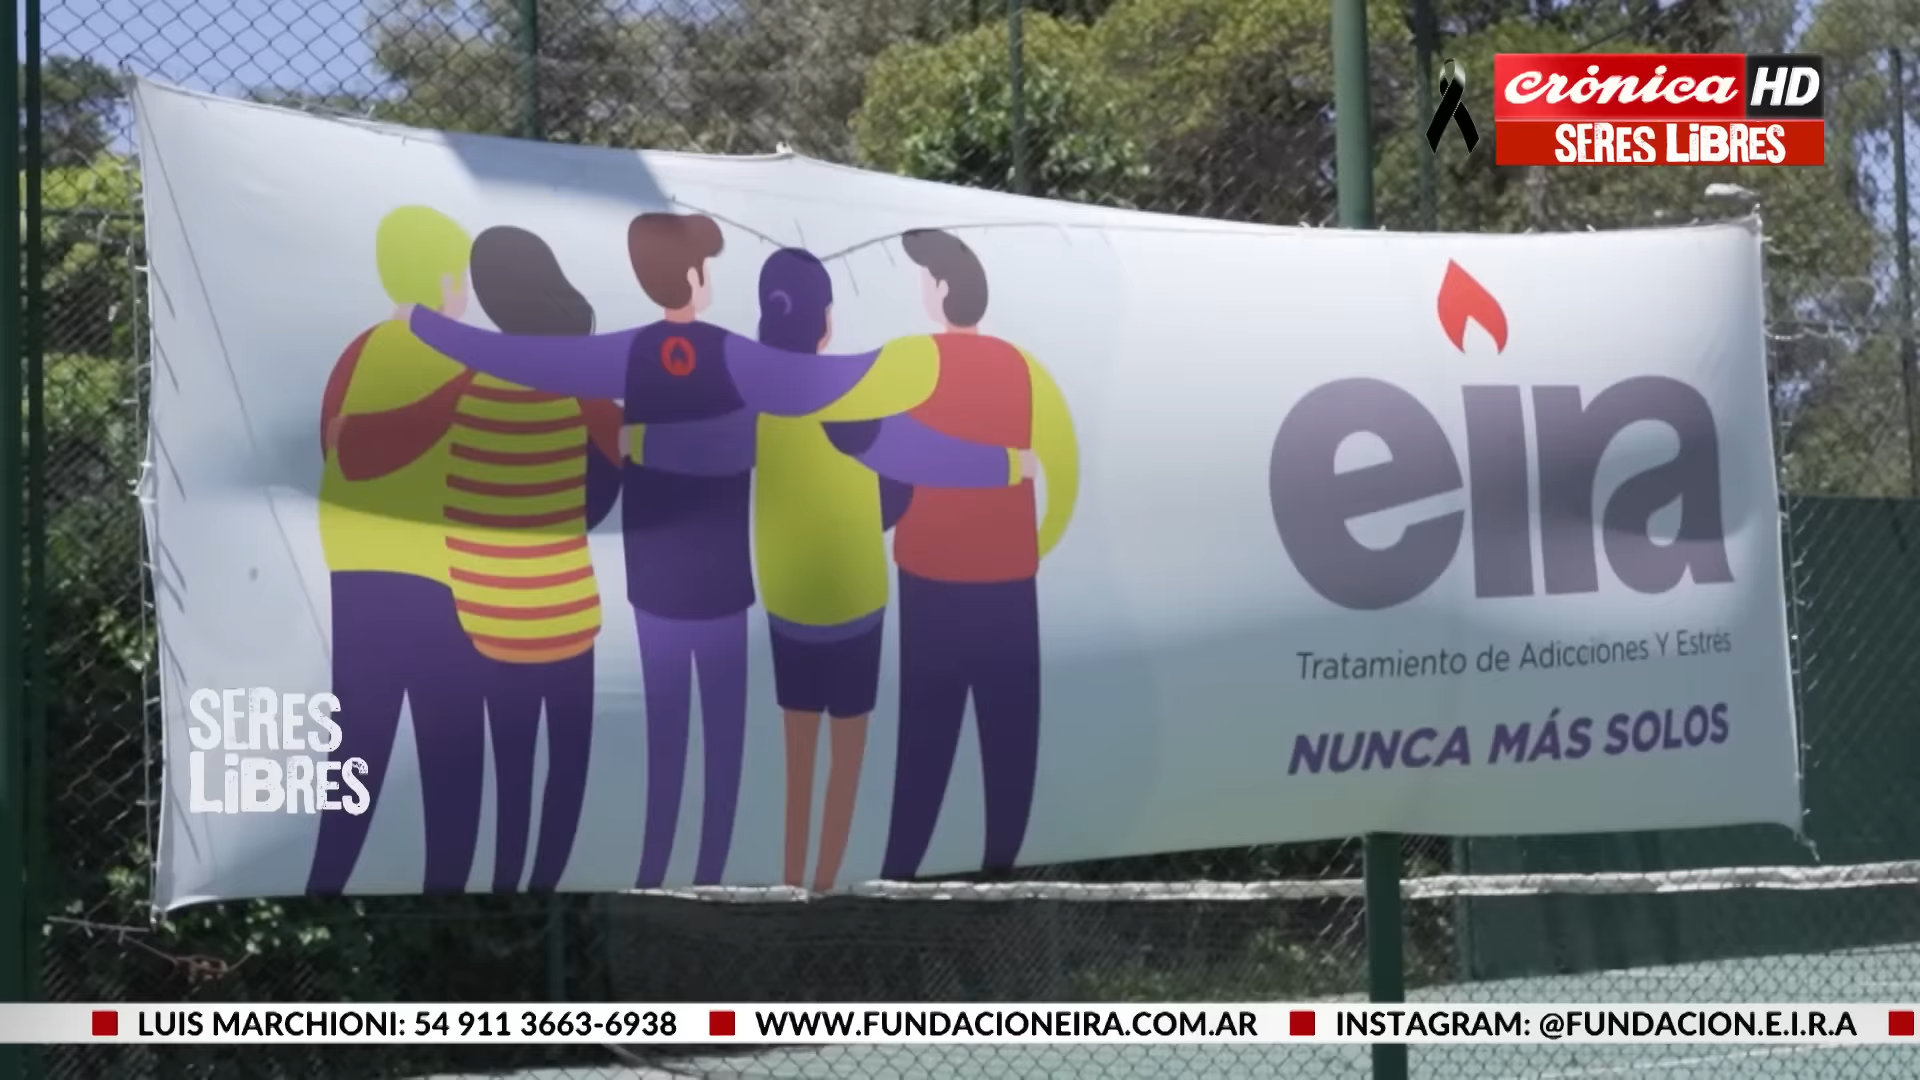 crónica HD
SERES LiBRES
eira
Tratamiento de Adicciones Y Estrés
NUNCA MÁS SOLOS
SERES
LiBRES
LUIS MARCHIONI: 54 911 3663-6938 WWW.FUNDACIONEIRA.COM.AR INSTAGRAM: @FUNDACION.E.I.R.A